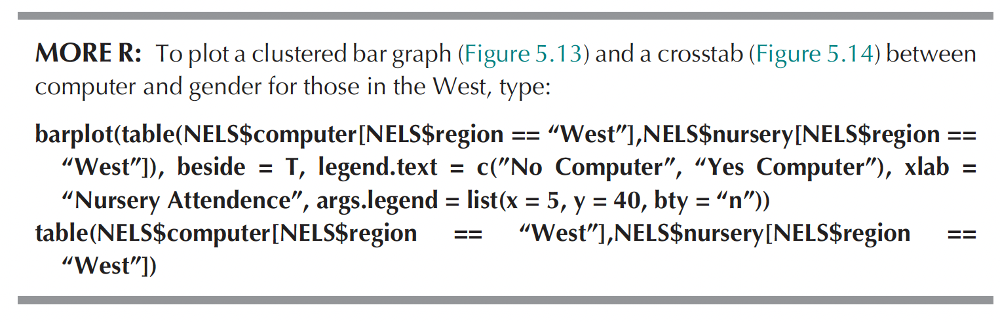 MORE R: To plot a clustered bar graph (Figure 5.13) and a crosstab (Figure 5.14) between
computer and gender for those in the West, type:
barplot(table(NELS$computer[NELS$region == “West”],NELS$nursery[NELS$region ==
“West”]), beside = T, legend.text = c(”No Computer”, “Yes Computer”), xlab =
“Nursery Attendence”, args.legend = list(x = 5, y = 40, bty = “n”))
table(NELS$computer[NELS$region == “West”],NELS$nursery[NELS$region ==
“West”])